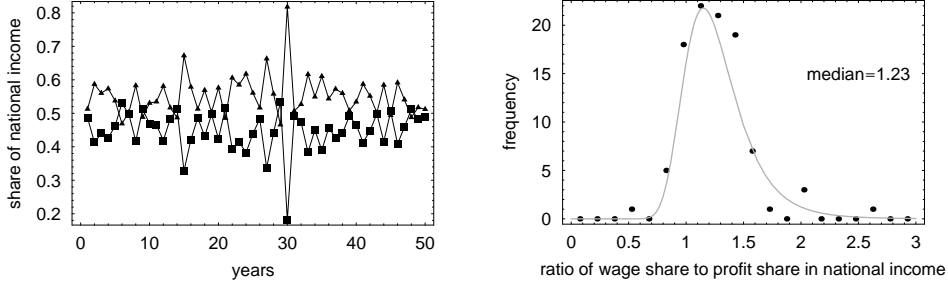 0.8
0.7
0.6
0.5
0.4
0.3
0.2
0 10 20 30 40 50
share of national income
years
20
15
10
5
0
0 0.5 1 1.5 2 2.5 3
frequency
median=1.23
ratio of wage share to profit share in national income